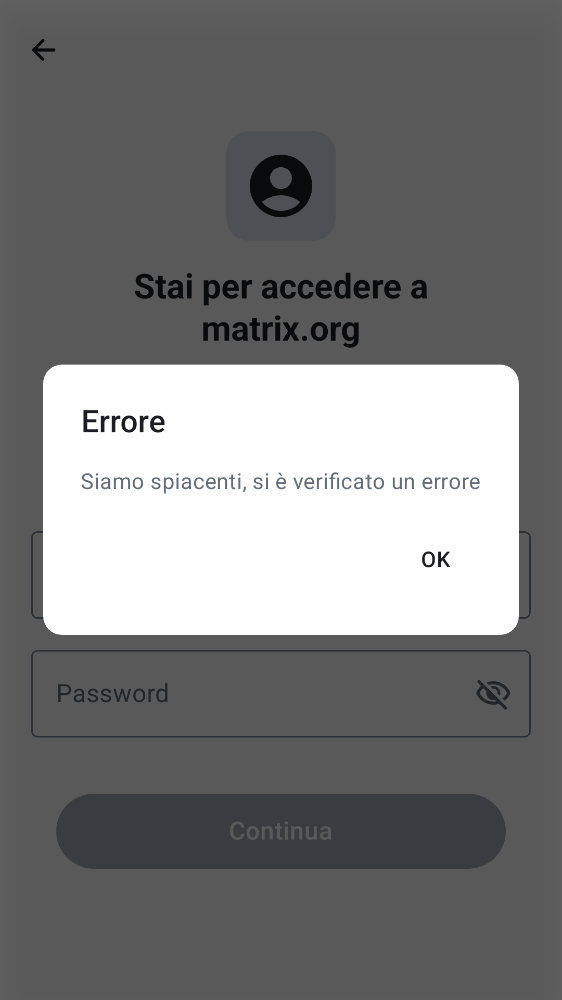 Stai per accedere a
matrix.org
Errore
Siamo spiacenti, si è verificato un errore
OK
Password
Continua